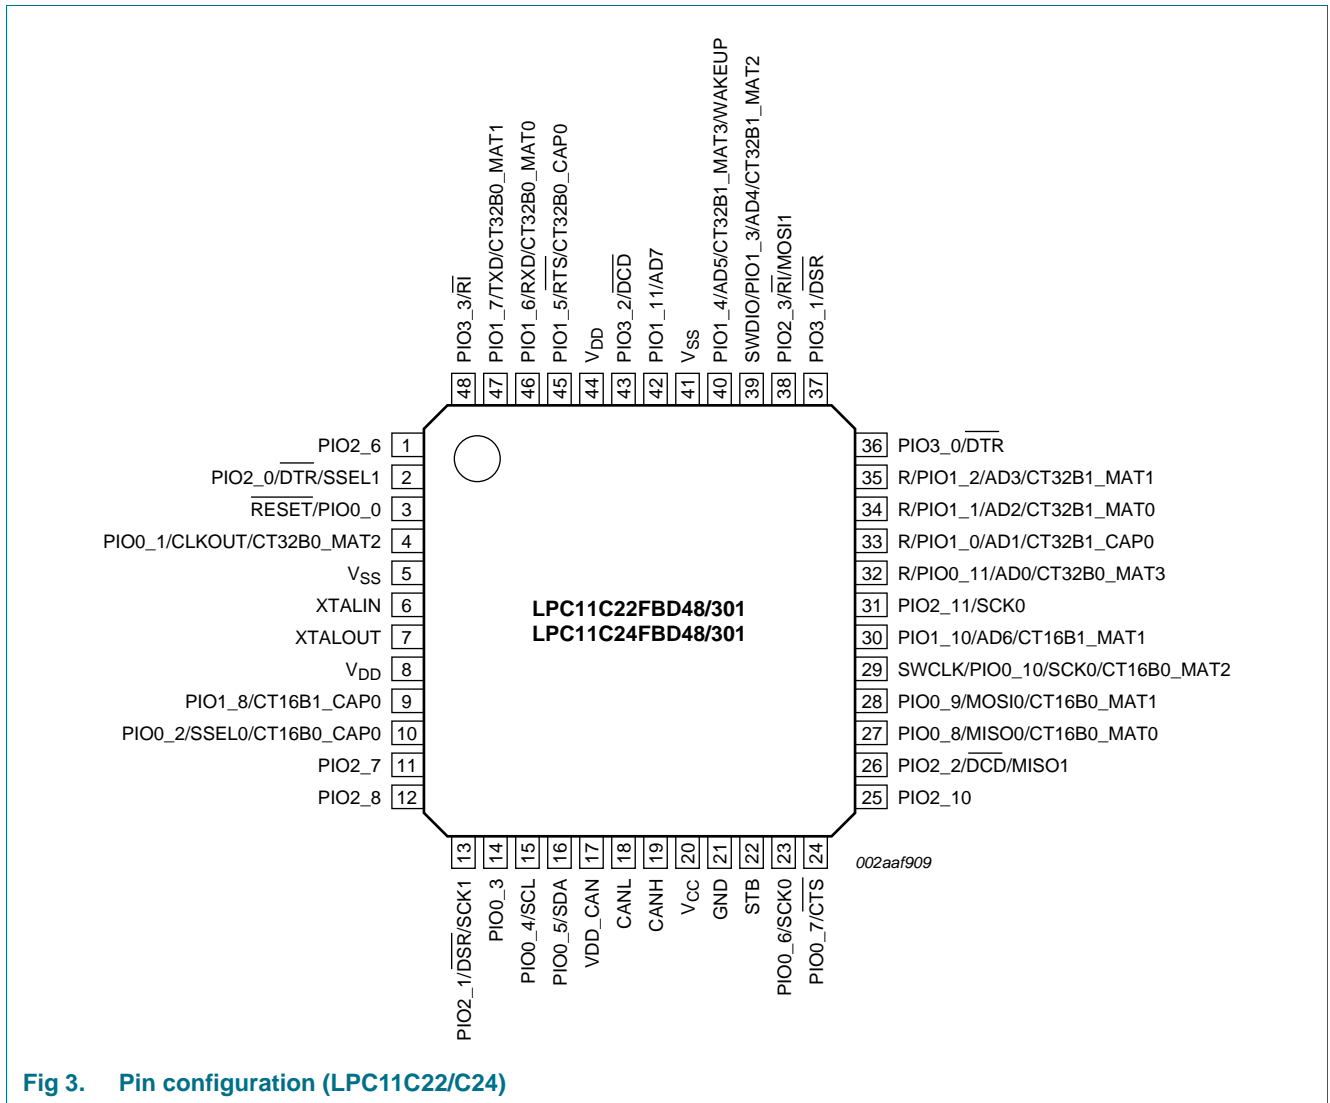 PIO3_3/RI
PIO1_7/TXD/CT32B0_MAT1
PIO1_6/RXD/CT32B0_MAT0
PIO1_5/RTS/CT32B0_CAP0
VDD
PIO3_2/DCD
PIO1_11/AD7
VSS
PIO1_4/AD5/CT32B1_MAT3/WAKEUP
SWDIO/PIO1_3/AD4/CT32B1_MAT2
PIO2_3/RI/MOSI1
PIO3_1/DSR
48 47 46 45 44 43 42 41 40 39 38 37
PIO2_6 1
PIO2_0/DTR/SSEL1 2
RESET/PIO0_0 3
PIO0_1/CLKOUT/CT32B0_MAT2 4
VSS 5
XTALIN 6
XTALOUT 7
VDD 8
PIO1_8/CT16B1_CAP0 9
PIO0_2/SSEL0/CT16B0_CAP0 10
PIO2_7 11
PIO2_8 12
LPC11C22FBD48/301
LPC11C24FBD48/301
36 PIO3_0/DTR
35 R/PIO1_2/AD3/CT32B1_MAT1
34 R/PIO1_1/AD2/CT32B1_MAT0
33 R/PIO1_0/AD1/CT32B1_CAP0
32 R/PIO0_11/AD0/CT32B0_MAT3
31 PIO2_11/SCK0
30 PIO1_10/AD6/CT16B1_MAT1
29 SWCLK/PIO0_10/SCK0/CT16B0_MAT2
28 PIO0_9/MOSI0/CT16B0_MAT1
27 PIO0_8/MISO0/CT16B0_MAT0
26 PIO2_2/DCD/MISO1
25 PIO2_10
13 14 15 16 17 18 19 20 21 22 23 24
PIO2_1/DSR/SCK1
PIO0_3
PIO0_4/SCL
PIO0_5/SDA
VDD_CAN
CANL
CANH
VCC
GND
STB
PIO0_6/SCK0
PIO0_7/CTS
002aaf909
Fig 3. Pin configuration (LPC11C22/C24)